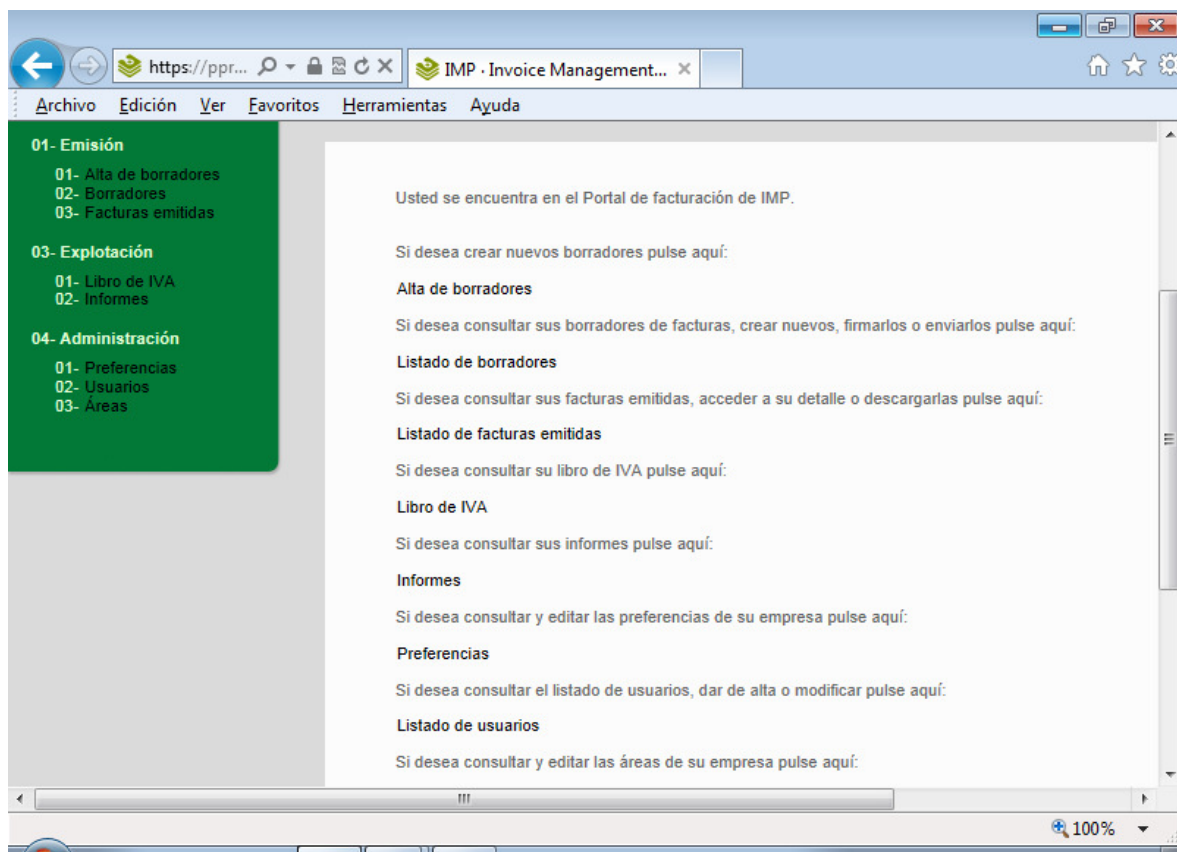 https://ppr...
IMP · Invoice Management...
Archivo Edición Ver Favoritos Herramientas Ayuda
01- Emisión
01- Alta de borradores
02- Borradores
03- Facturas emitidas
03- Explotación
01- Libro de IVA
02- Informes
04- Administración
01- Preferencias
02- Usuarios
03- Áreas
Usted se encuentra en el Portal de facturación de IMP.
Si desea crear nuevos borradores pulse aquí:
Alta de borradores
Si desea consultar sus borradores de facturas, crear nuevos, firmarlos o enviarlos pulse aquí:
Listado de borradores
Si desea consultar sus facturas emitidas, acceder a su detalle o descargarlas pulse aquí:
Listado de facturas emitidas
Si desea consultar su libro de IVA pulse aquí:
Libro de IVA
Si desea consultar sus informes pulse aquí:
Informes
Si desea consultar y editar las preferencias de su empresa pulse aquí:
Preferencias
Si desea consultar el listado de usuarios, dar de alta o modificar pulse aquí:
Listado de usuarios
Si desea consultar y editar las áreas de su empresa pulse aquí:
100%